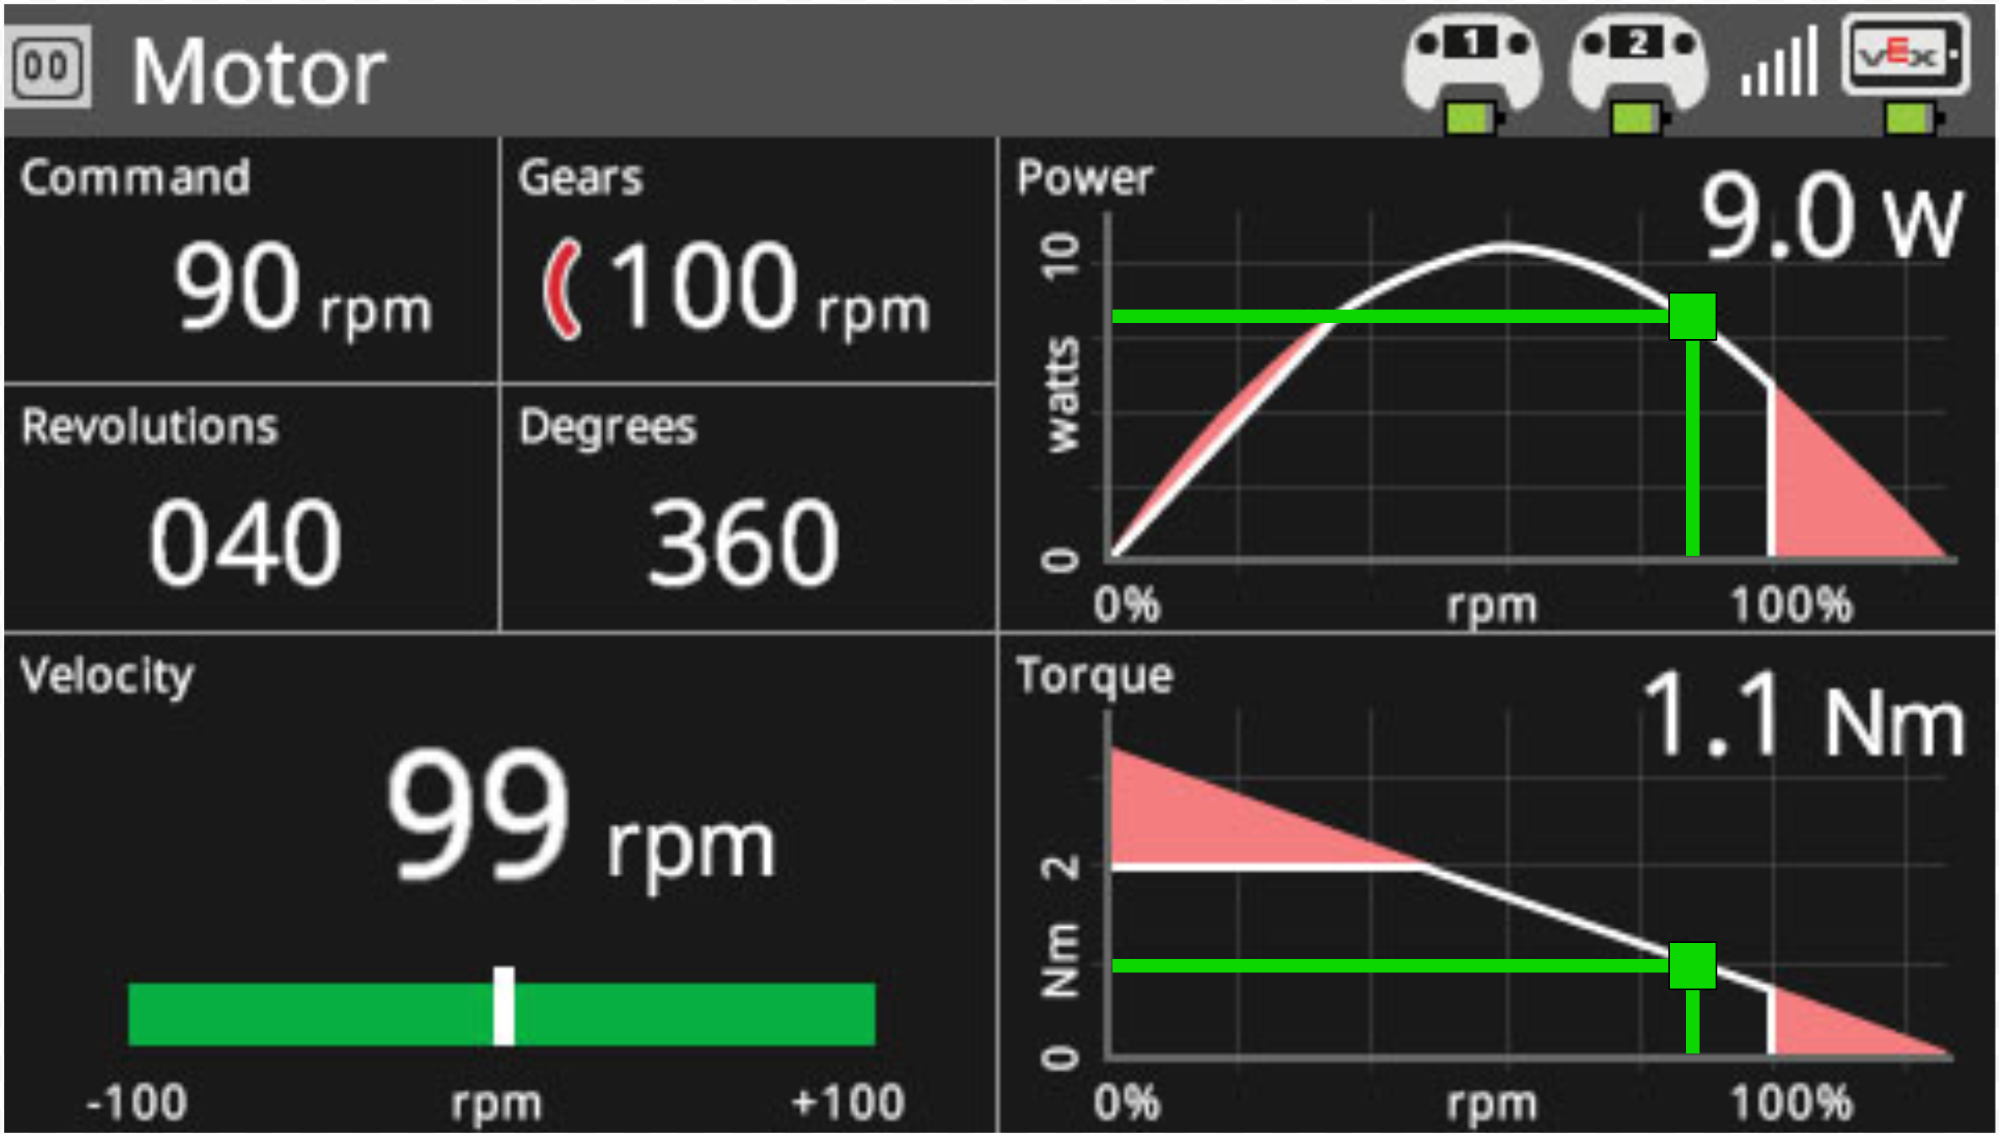 00 Motor 1 2 VEX
Command
90 rpm
Gears
100 rpm
Revolutions
040
Degrees
360
Velocity
99 rpm
-100 rpm +100
Power
9.0 W
10
watts
0
0% rpm 100%
Torque
1.1 Nm
2
Nm
0
0% rpm 100%